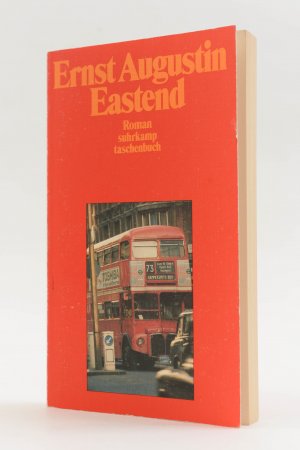 Ernst Augustin
Eastend
Roman
suhrkamp
taschenbuch
73